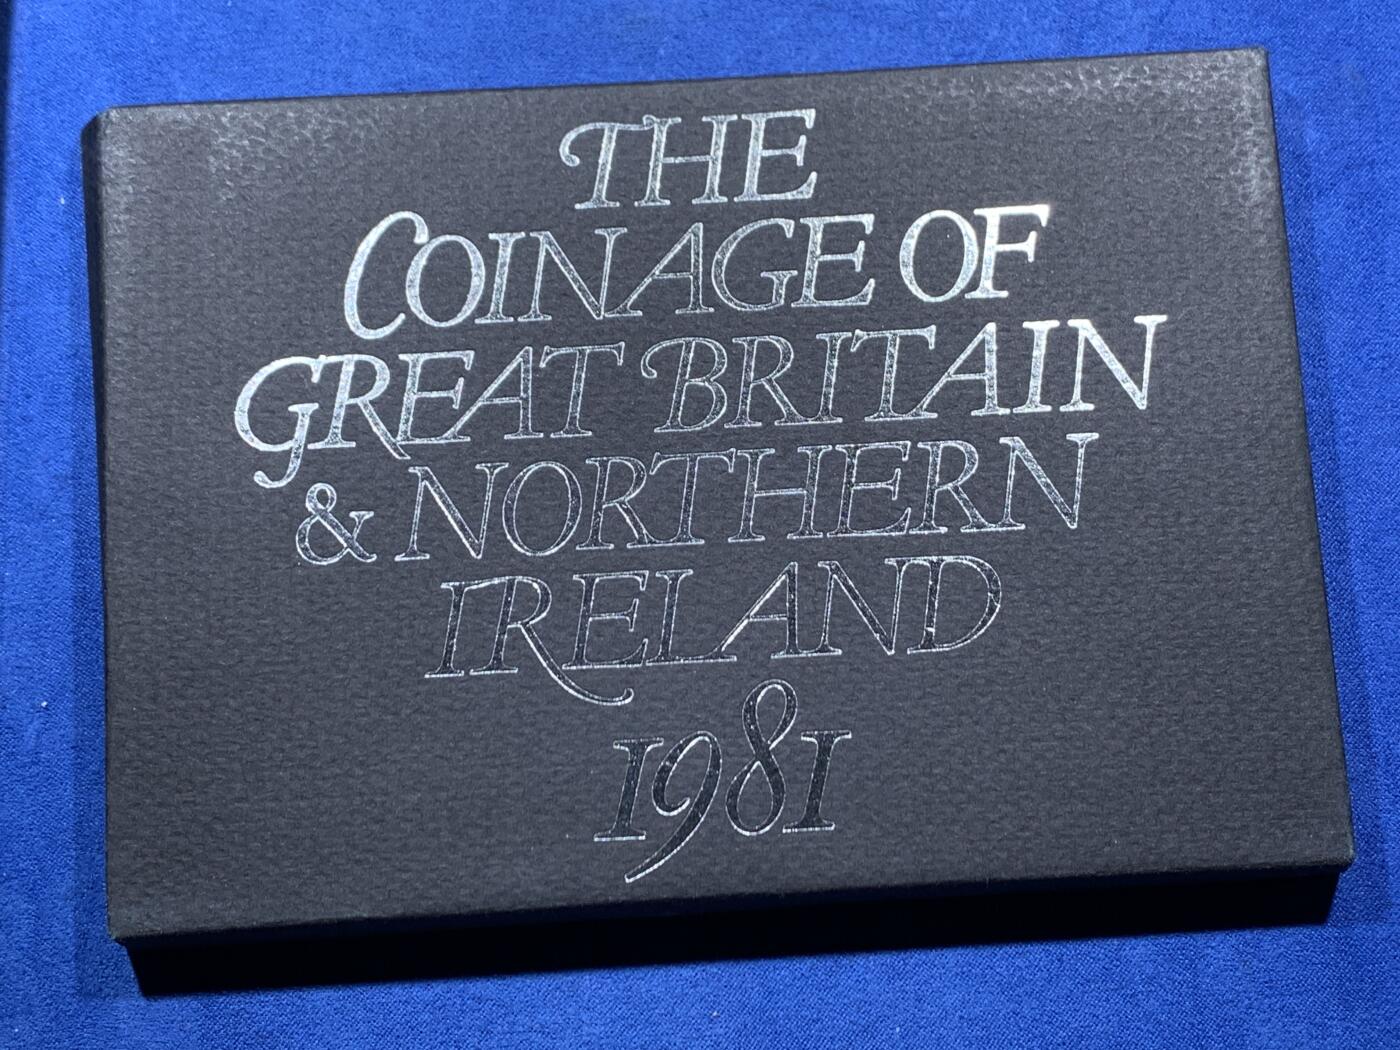 THE
COINAGE OF
GREAT BRITAIN
& NORTHERN
IRELAND
1981